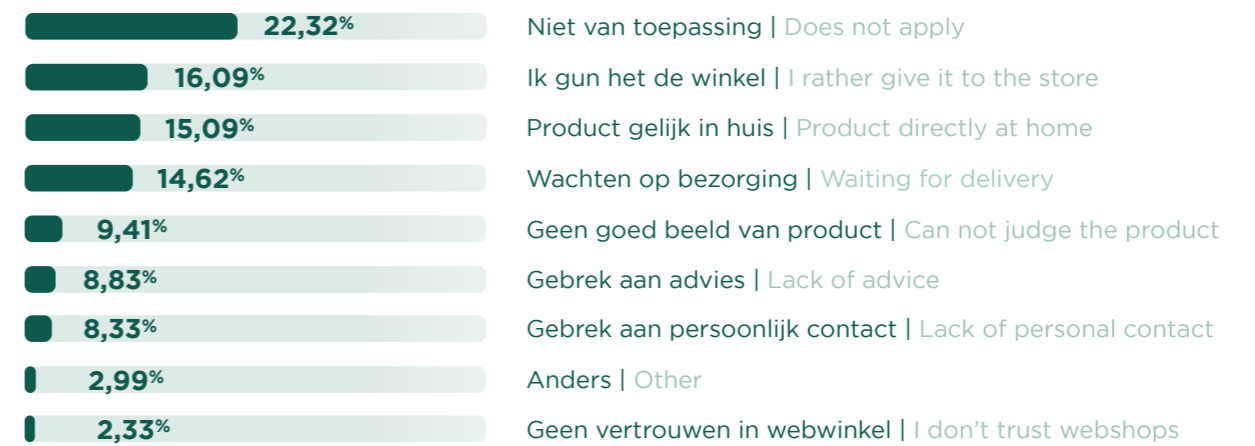 22,32% Niet van toepassing | Does not apply
16,09% Ik gun het de winkel | I rather give it to the store
15,09% Product gelijk in huis | Product directly at home
14,62% Wachten op bezorging | Waiting for delivery
9,41% Geen goed beeld van product | Can not judge the product
8,83% Gebrek aan advies | Lack of advice
8,33% Gebrek aan persoonlijk contact | Lack of personal contact
2,99% Anders | Other
2,33% Geen vertrouwen in webwinkel | I don't trust webshops